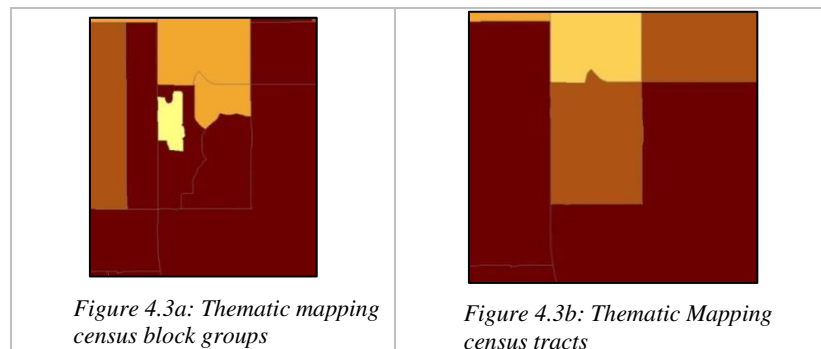 Figure 4.3a: Thematic mapping
census block groups
Figure 4.3b: Thematic Mapping
census tracts